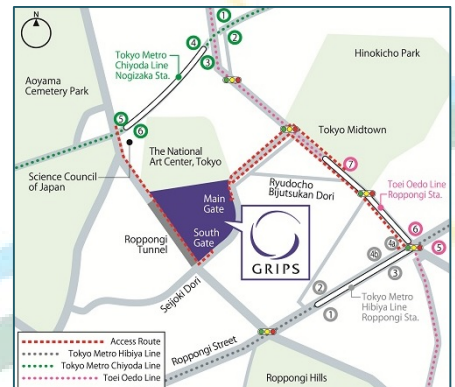 N
1
2
3
4
Tokyo Metro
Chiyoda Line
Nogizaka Sta.
Hinokicho Park
Aoyama
Cemetery Park
5
6
Tokyo Midtown
The National
Art Center, Tokyo
Science Council
of Japan
7
Ryudocho
Bijutsukan Dori
Toei Oedo Line
Roppongi Sta.
Main
Gate
South
Gate
Roppongi
Tunnel
GRIPS
6
5
4a
4b
3
2
1
Seijoki Dori
Tokyo Metro
Hibiya Line
Roppongi Sta.
Roppongi Street
Roppongi Hills
Access Route
Tokyo Metro Hibiya Line
Tokyo Metro Chiyoda Line
Toei Oedo Line